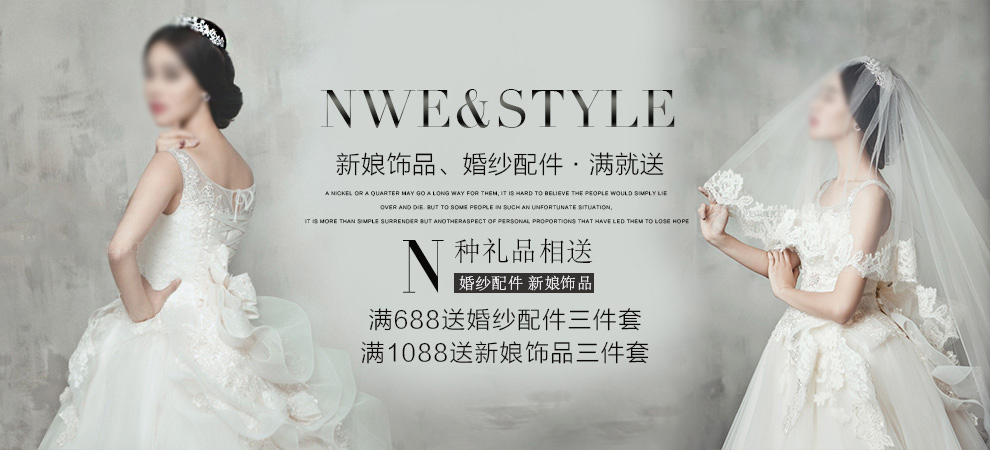 NWE&STYLE
新娘饰品、婚纱配件·满就送
A NICKEL OR A QUARTER MAY GO A LONG WAY FOR THEM, IT IS HARD TO BELIEVE THE PEOPLE WOULD SIMPLY LIE
OVER AND DIE. BUT TO SOME PEOPLE IN SUCH AN UNFORTUNATE SITUATION,
IT IS MORE THAN SIMPLE SURRENDER BUT ANOTHERASPECT OF PERSONAL PROPORTIONS THAT HAVE LED THEM TO LOSE HOPE
N 种礼品相送
婚纱配件 新娘饰品
满688送婚纱配件三件套
满1088送新娘饰品三件套